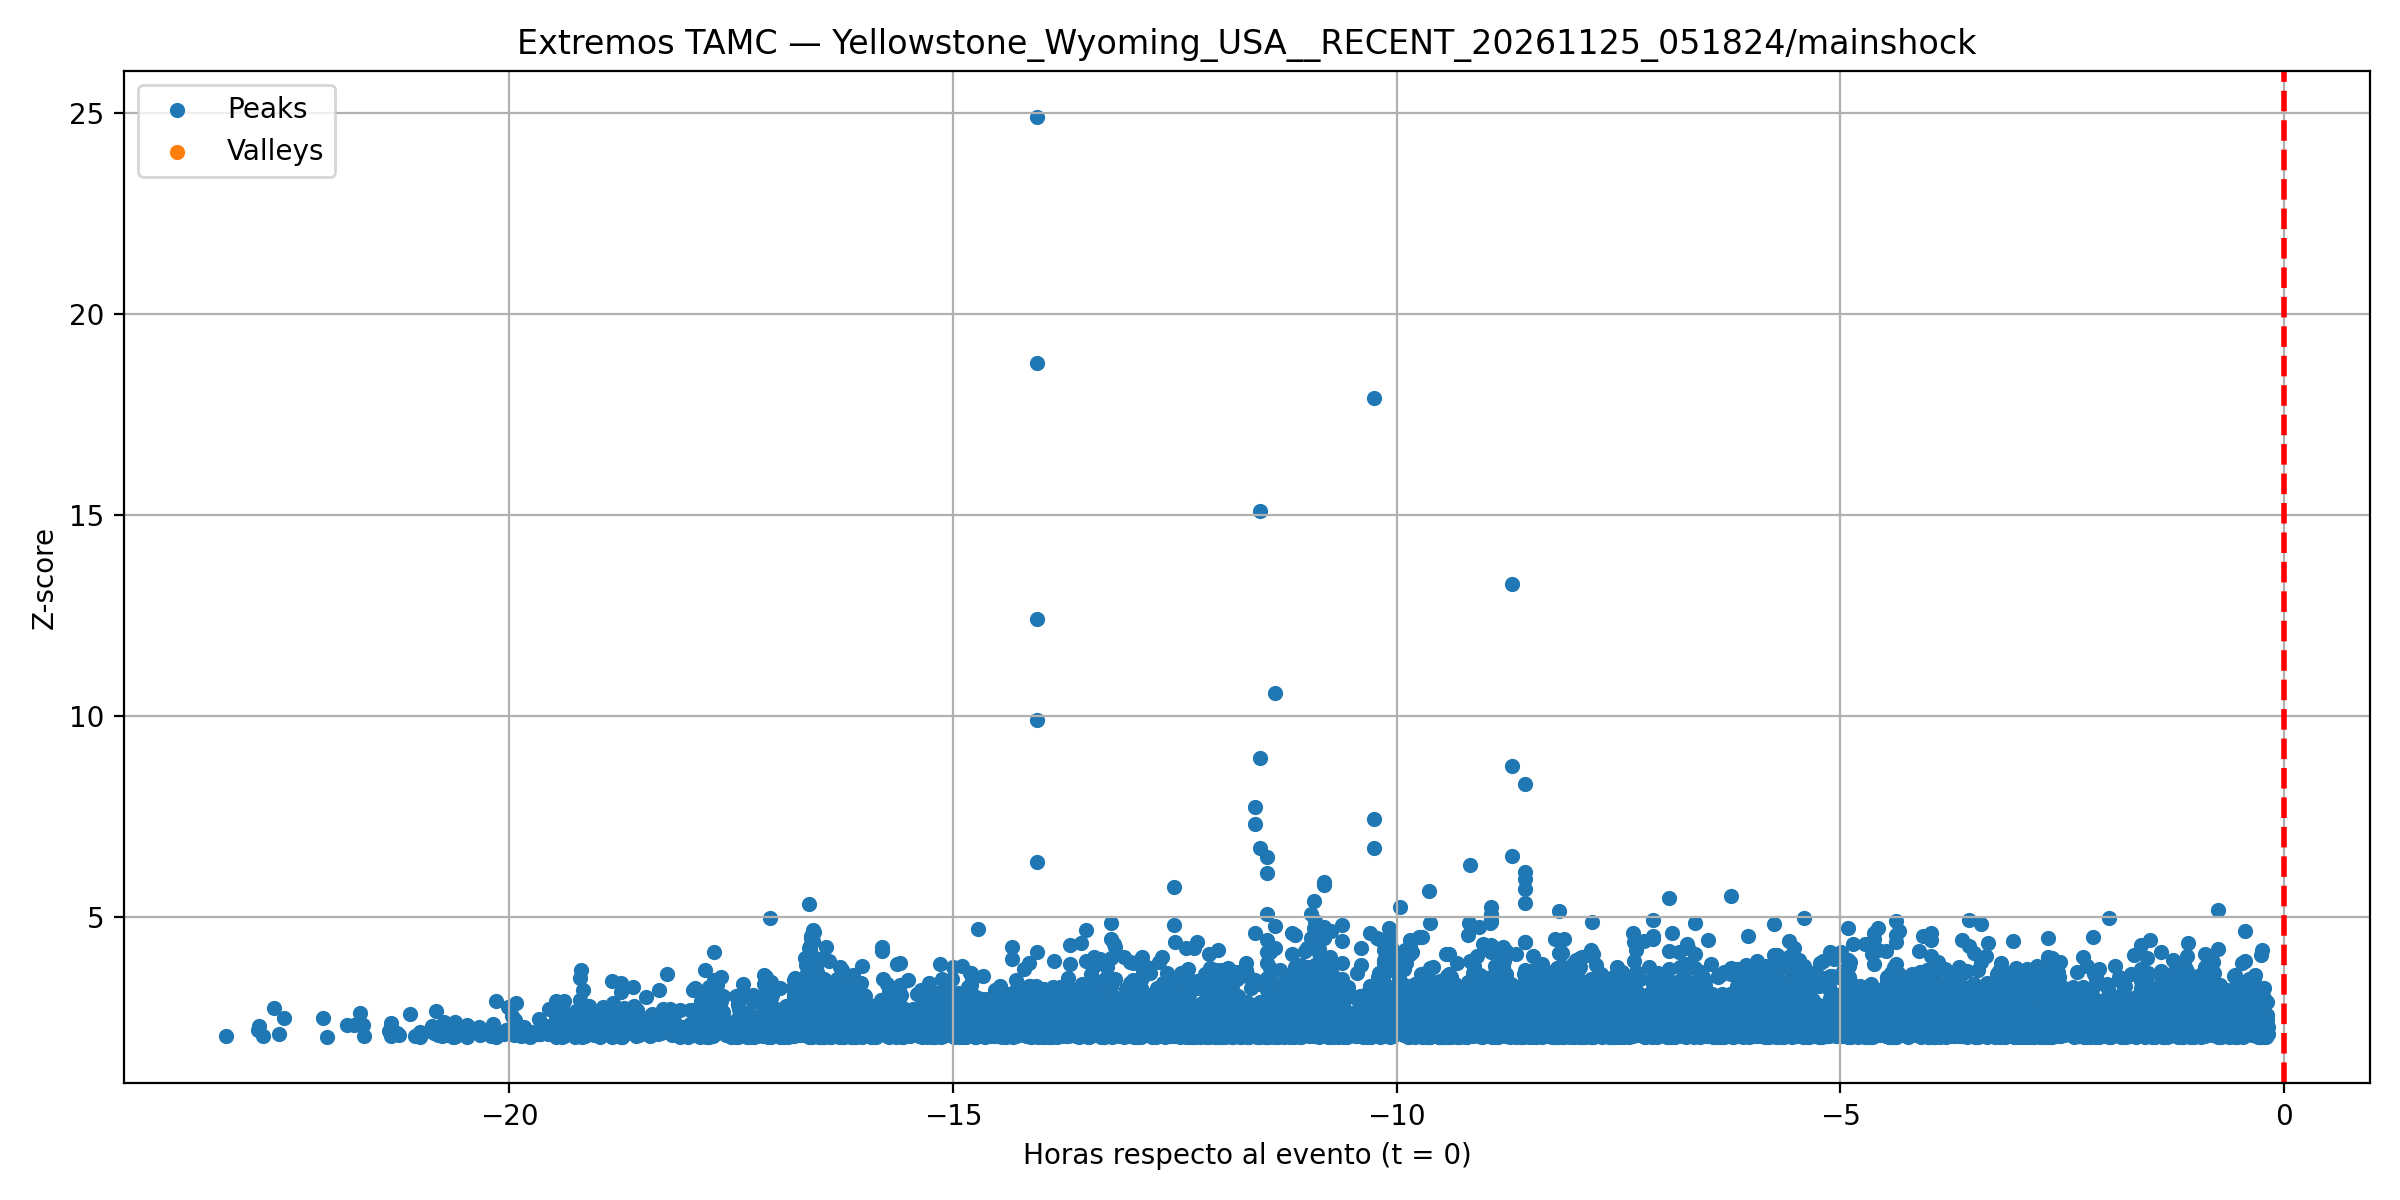 Extremos TAMC — Yellowstone_Wyoming_USA__RECENT_20261125_051824/mainshock
Peaks
Valleys
25
20
15
10
5
Z-score
−20
−15
−10
−5
0
Horas respecto al evento (t = 0)